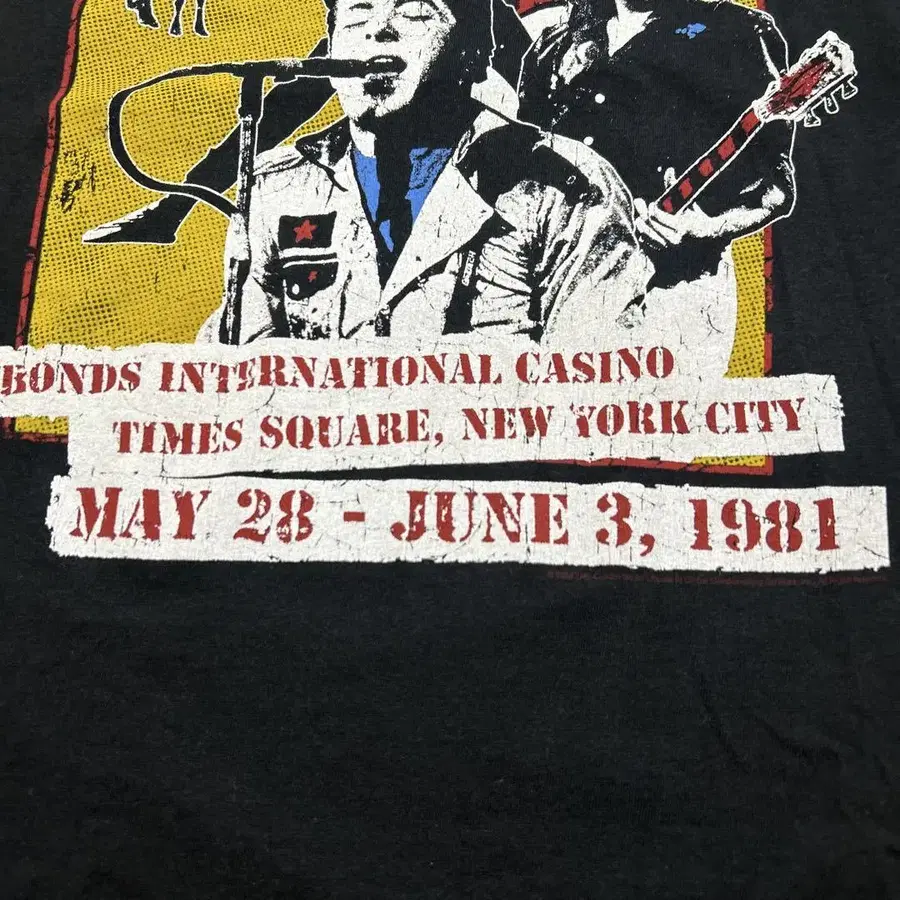 BONDS INTERNATIONAL CASINO
TIMES SQUARE, NEW YORK CITY
MAY 28 - JUNE 3, 1981